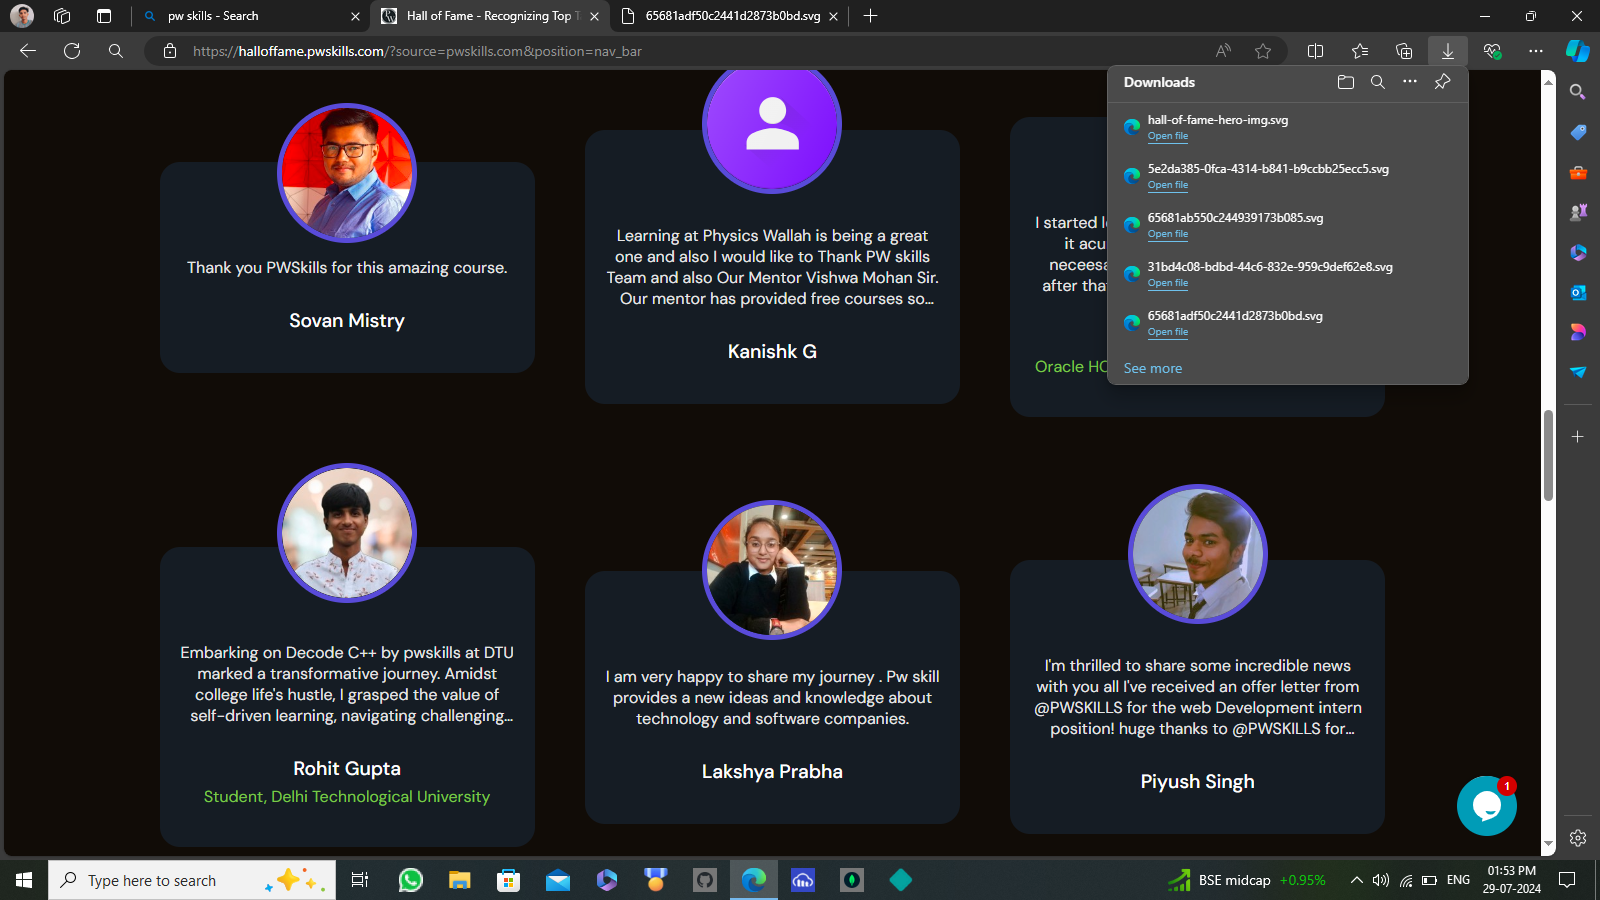 pw skills - Search
Hall of Fame - Recognizing Top T
65681adf50c2441d2873b0bd.svg
https://halloffame.pwskills.com/?source=pwskills.com&position=nav_bar
Downloads
hall-of-fame-hero-img.svg
Open file
5e2da385-0fca-4314-b841-b9ccbb25ecc5.svg
Open file
65681ab550c244939173b085.svg
Open file
31bd4c08-bdbd-44c6-832e-959c9def62e8.svg
Open file
65681adf50c2441d2873b0bd.svg
Open file
See more
Thank you PWSkills for this amazing course.
Sovan Mistry
Learning at Physics Wallah is being a great
one and also I would like to Thank PW skills
Team and also Our Mentor Vishwa Mohan Sir.
Our mentor has provided free courses so...
Kanishk G
I started l
it acu
neceesa
after that
Oracle HC
Embarking on Decode C++ by pwskills at DTU
marked a transformative journey. Amidst
college life's hustle, I grasped the value of
self-driven learning, navigating challenging...
Rohit Gupta
Student, Delhi Technological University
I am very happy to share my journey . Pw skill
provides a new ideas and knowledge about
technology and software companies.
Lakshya Prabha
I'm thrilled to share some incredible news
with you all I've received an offer letter from
@PWSKILLS for the web Development intern
position! huge thanks to @PWSKILLS for...
Piyush Singh
1
Type here to search
BSE midcap +0.95%
ENG
01:53 PM
29-07-2024